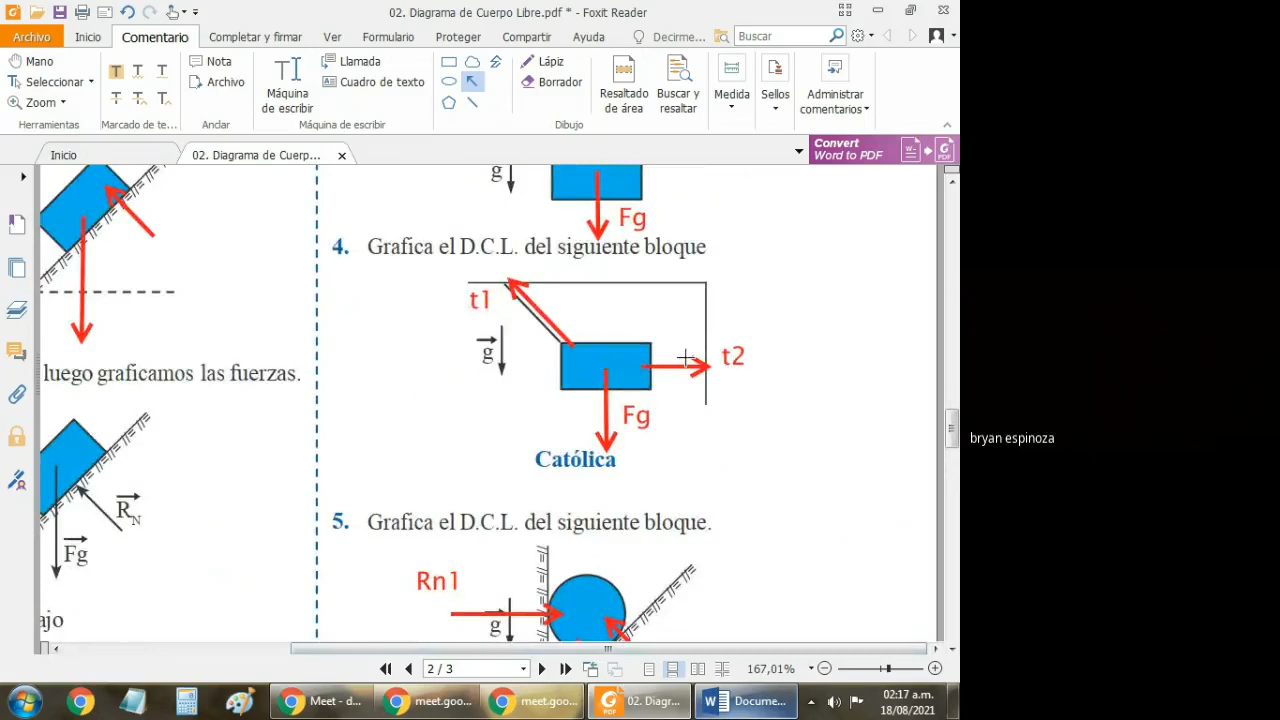 02. Diagrama de Cuerpo Libre.pdf * - Foxit Reader
Archivo Inicio Comentario Completar y firmar Ver Formulario Proteger Compartir Ayuda Decirme... Buscar
Mano
Seleccionar
Zoom
Herramientas
T T T
T T T
Marcado de te...
Nota
Archivo
Anclar
Máquina de escribir
Llamada
Cuadro de texto
Máquina de escribir
Lápiz
Borrador
Dibujo
Resaltado de área
Buscar y resaltar
Medida
Sellos
Administrar comentarios
Inicio
02. Diagrama de Cuerp...
Convert
Word to PDF
luego graficamos las fuerzas.
R_N
Fg
ajo
g
Fg
4. Grafica el D.C.L. del siguiente bloque
t1
g
t2
Fg
Católica
5. Grafica el D.C.L. del siguiente bloque.
Rn1
g
bryan espinoza
2 / 3
167,01%
Meet - d...
meet.goo...
meet.goo...
02. Diagr...
Docume...
02:17 a.m.
18/08/2021